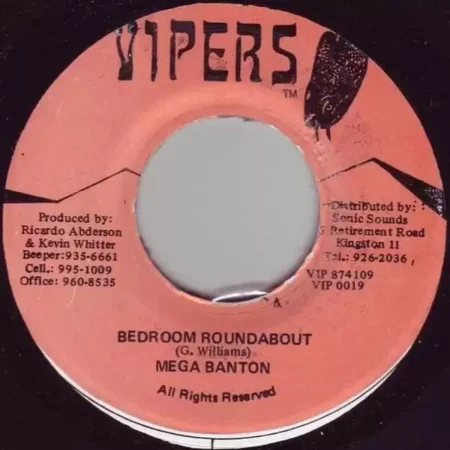 VIPERS
TM
Produced by:
Ricardo Abderson
& Kevin Whitter
Beeper:935-6661
Cell.: 995-1009
Office: 960-8535
Distributed by:
Sonic Sounds
5 Retirement Road
Kingston 11
Tel.: 926-2036
VIP 874109
VIP 0019
BEDROOM ROUNDABOUT
(G. Williams)
MEGA BANTON
All Rights Reserved